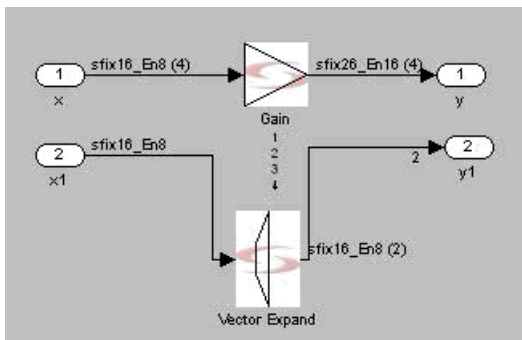 1
sfix16_En8 (4)
sfix26_En16 (4)
1
x
y
Gain
1
2
3
4
2
sfix16_En8
2
2
x1
y1
sfix16_En8 (2)
Vector Expand